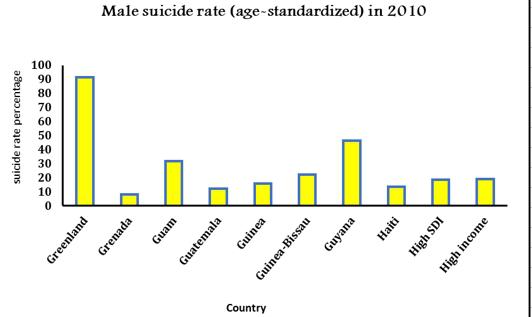 Male suicide rate (age-standardized) in 2010
suicide rate percentage
100
90
80
70
60
50
40
30
20
10
0
Greenland
Grenada
Guam
Guatemala
Guinea
Guinea-Bissau
Guyana
Haiti
High SDI
High income
Country